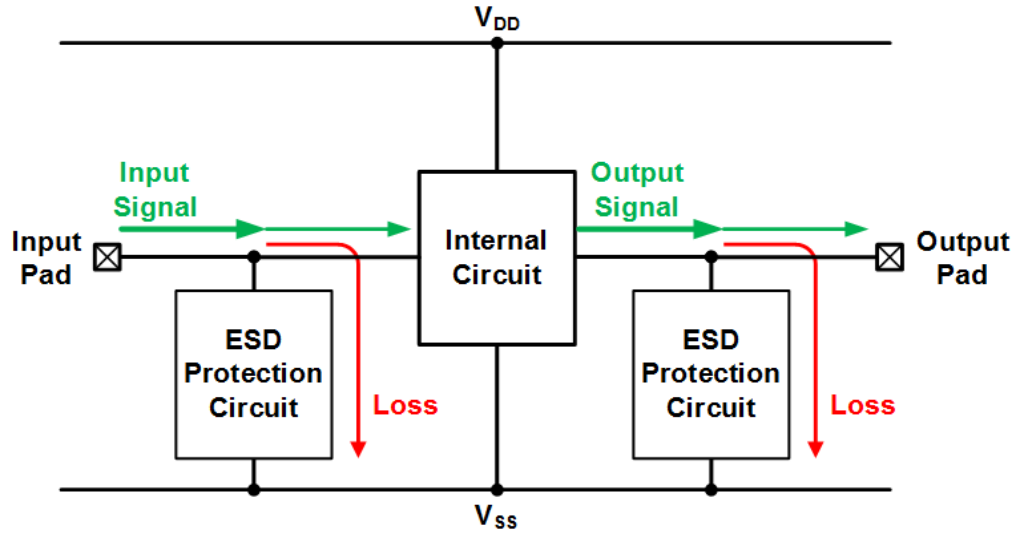 VDD
Input
Signal
Output
Signal
Input
Pad
Internal
Circuit
Output
Pad
ESD
Protection
Circuit
Loss
ESD
Protection
Circuit
Loss
VSS